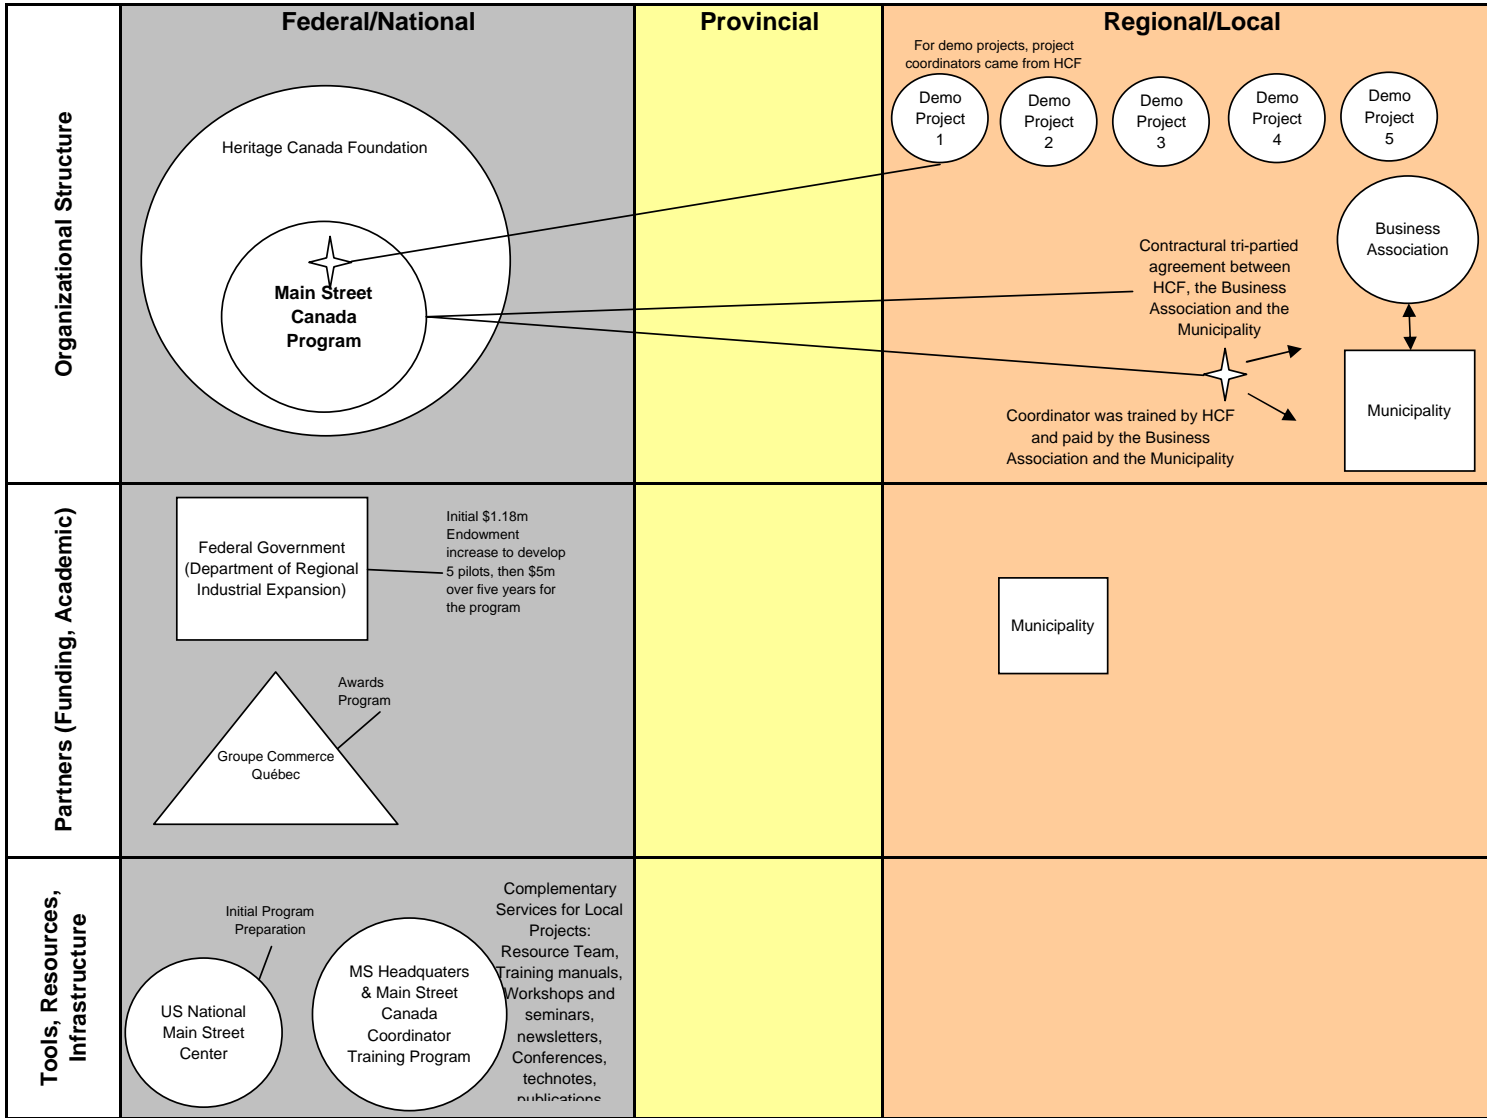 Federal/National
Provincial
Regional/Local
Organizational Structure
Heritage Canada Foundation
Main Street
Canada
Program
For demo projects, project
coordinators came from HCF
Demo
Project
1
Demo
Project
2
Demo
Project
3
Demo
Project
4
Demo
Project
5
Business
Association
Contractural tri-partied
agreement between
HCF, the Business
Association and the
Municipality
Municipality
Coordinator was trained by HCF
and paid by the Business
Association and the Municipality
Partners (Funding, Academic)
Federal Government
(Department of Regional
Industrial Expansion)
Initial $1.18m
Endowment
increase to develop
5 pilots, then $5m
over five years for
the program
Municipality
Awards
Program
Groupe Commerce
Québec
Tools, Resources,
Infrastructure
Initial Program
Preparation
US National
Main Street
Center
MS Headquaters
& Main Street
Canada
Coordinator
Training Program
Complementary
Services for Local
Projects:
Resource Team,
Training manuals,
Workshops and
seminars,
newsletters,
Conferences,
technotes,
publications